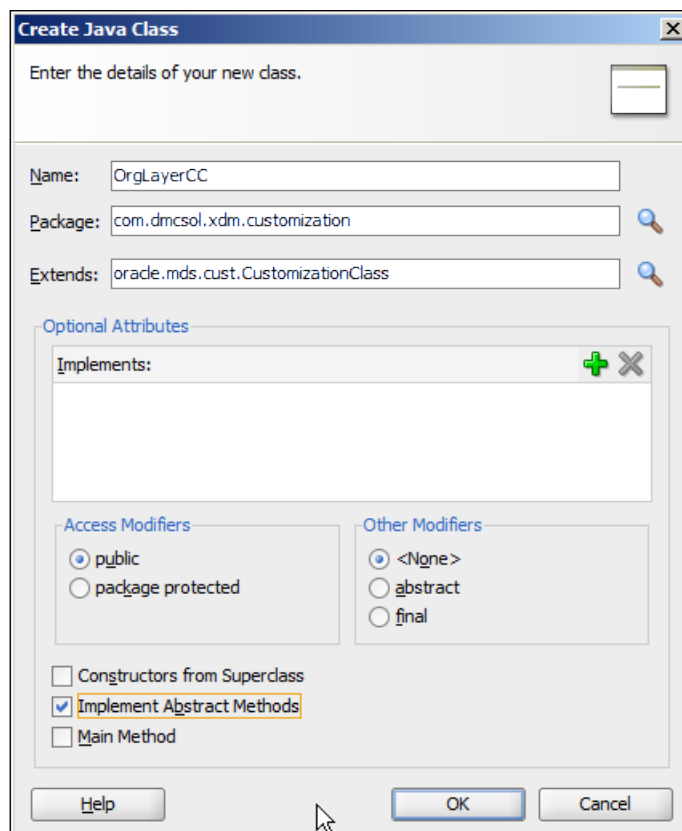 Create Java Class
Enter the details of your new class.
Name: OrgLayerCC
Package: com.dmcsol.xdm.customization
Extends: oracle.mds.cust.CustomizationClass
Optional Attributes
Implements:
Access Modifiers
public
package protected
Other Modifiers
<None>
abstract
final
Constructors from Superclass
Implement Abstract Methods
Main Method
Help OK Cancel